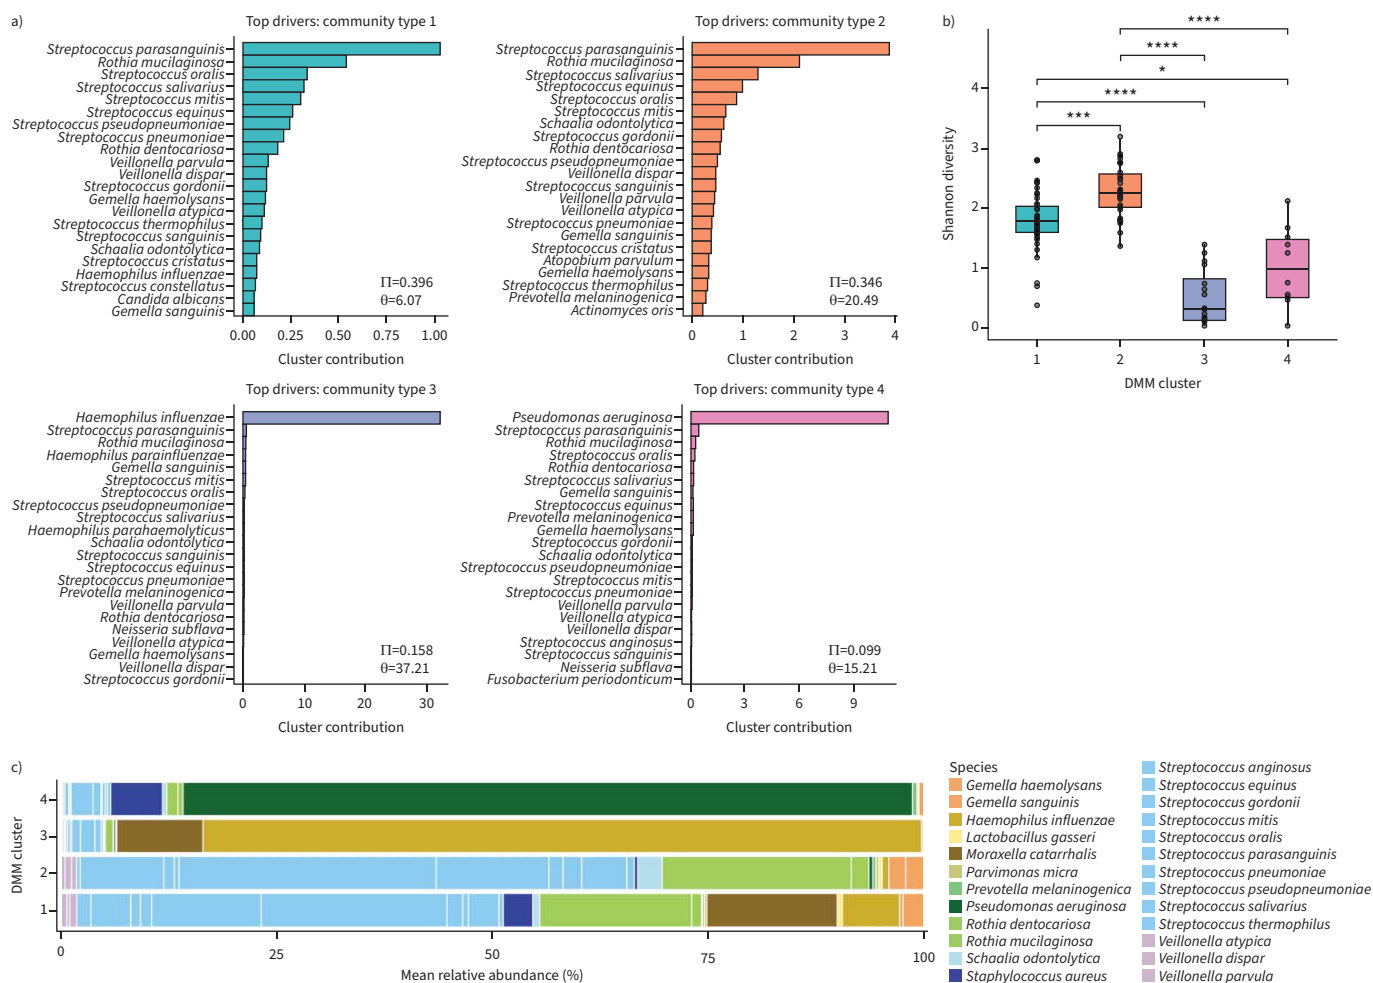 a)
Top drivers: community type 1
Streptococcus parasanguinis
Rothia mucilaginosa
Streptococcus oralis
Streptococcus salivarius
Streptococcus mitis
Streptococcus equinus
Streptococcus pseudopneumoniae
Streptococcus pneumoniae
Rothia dentocariosa
Veillonella parvula
Veillonella dispar
Streptococcus gordonii
Gemella haemolysans
Veillonella atypica
Streptococcus thermophilus
Streptococcus sanguinis
Schaalia odontolytica
Streptococcus cristatus
Haemophilus influenzae
Streptococcus constellatus
Candida albicans
Gemella sanguinis
Π=0.396
θ=6.07
0.00 0.25 0.50 0.75 1.00
Cluster contribution
Top drivers: community type 2
Streptococcus parasanguinis
Rothia mucilaginosa
Streptococcus salivarius
Streptococcus equinus
Streptococcus oralis
Streptococcus mitis
Schaalia odontolytica
Streptococcus gordonii
Rothia dentocariosa
Streptococcus pseudopneumoniae
Veillonella dispar
Streptococcus sanguinis
Veillonella parvula
Veillonella atypica
Streptococcus pneumoniae
Gemella sanguinis
Streptococcus cristatus
Atopobium parvulum
Gemella haemolysans
Streptococcus thermophilus
Prevotella melaninogenica
Actinomyces oris
Π=0.346
θ=20.49
0 1 2 3 4
Cluster contribution
b)
****
****
*
****
***
Shannon diversity
4
3
2
1
0
1 2 3 4
DMM cluster
Top drivers: community type 3
Haemophilus influenzae
Streptococcus parasanguinis
Rothia mucilaginosa
Haemophilus parainfluenzae
Gemella sanguinis
Streptococcus mitis
Streptococcus oralis
Streptococcus pseudopneumoniae
Streptococcus salivarius
Haemophilus parahaemolyticus
Schaalia odontolytica
Streptococcus sanguinis
Streptococcus equinus
Streptococcus pneumoniae
Prevotella melaninogenica
Veillonella parvula
Rothia dentocariosa
Neisseria subflava
Veillonella atypica
Gemella haemolysans
Veillonella dispar
Streptococcus gordonii
Π=0.158
θ=37.21
0 10 20 30
Cluster contribution
Top drivers: community type 4
Pseudomonas aeruginosa
Streptococcus parasanguinis
Rothia mucilaginosa
Streptococcus oralis
Rothia dentocariosa
Streptococcus salivarius
Gemella sanguinis
Streptococcus equinus
Prevotella melaninogenica
Gemella haemolysans
Streptococcus gordonii
Schaalia odontolytica
Streptococcus pseudopneumoniae
Streptococcus mitis
Streptococcus pneumoniae
Veillonella parvula
Veillonella atypica
Veillonella dispar
Streptococcus anginosus
Streptococcus sanguinis
Neisseria subflava
Fusobacterium periodonticum
Π=0.099
θ=15.21
0 3 6 9
Cluster contribution
c)
DMM cluster
4
3
2
1
0 25 50 75 100
Mean relative abundance (%)
Species
Gemella haemolysans
Gemella sanguinis
Haemophilus influenzae
Lactobacillus gasseri
Moraxella catarrhalis
Parvimonas micra
Prevotella melaninogenica
Pseudomonas aeruginosa
Rothia dentocariosa
Rothia mucilaginosa
Schaalia odontolytica
Staphylococcus aureus
Streptococcus anginosus
Streptococcus equinus
Streptococcus gordonii
Streptococcus mitis
Streptococcus oralis
Streptococcus parasanguinis
Streptococcus pneumoniae
Streptococcus pseudopneumoniae
Streptococcus salivarius
Streptococcus thermophilus
Veillonella atypica
Veillonella dispar
Veillonella parvula